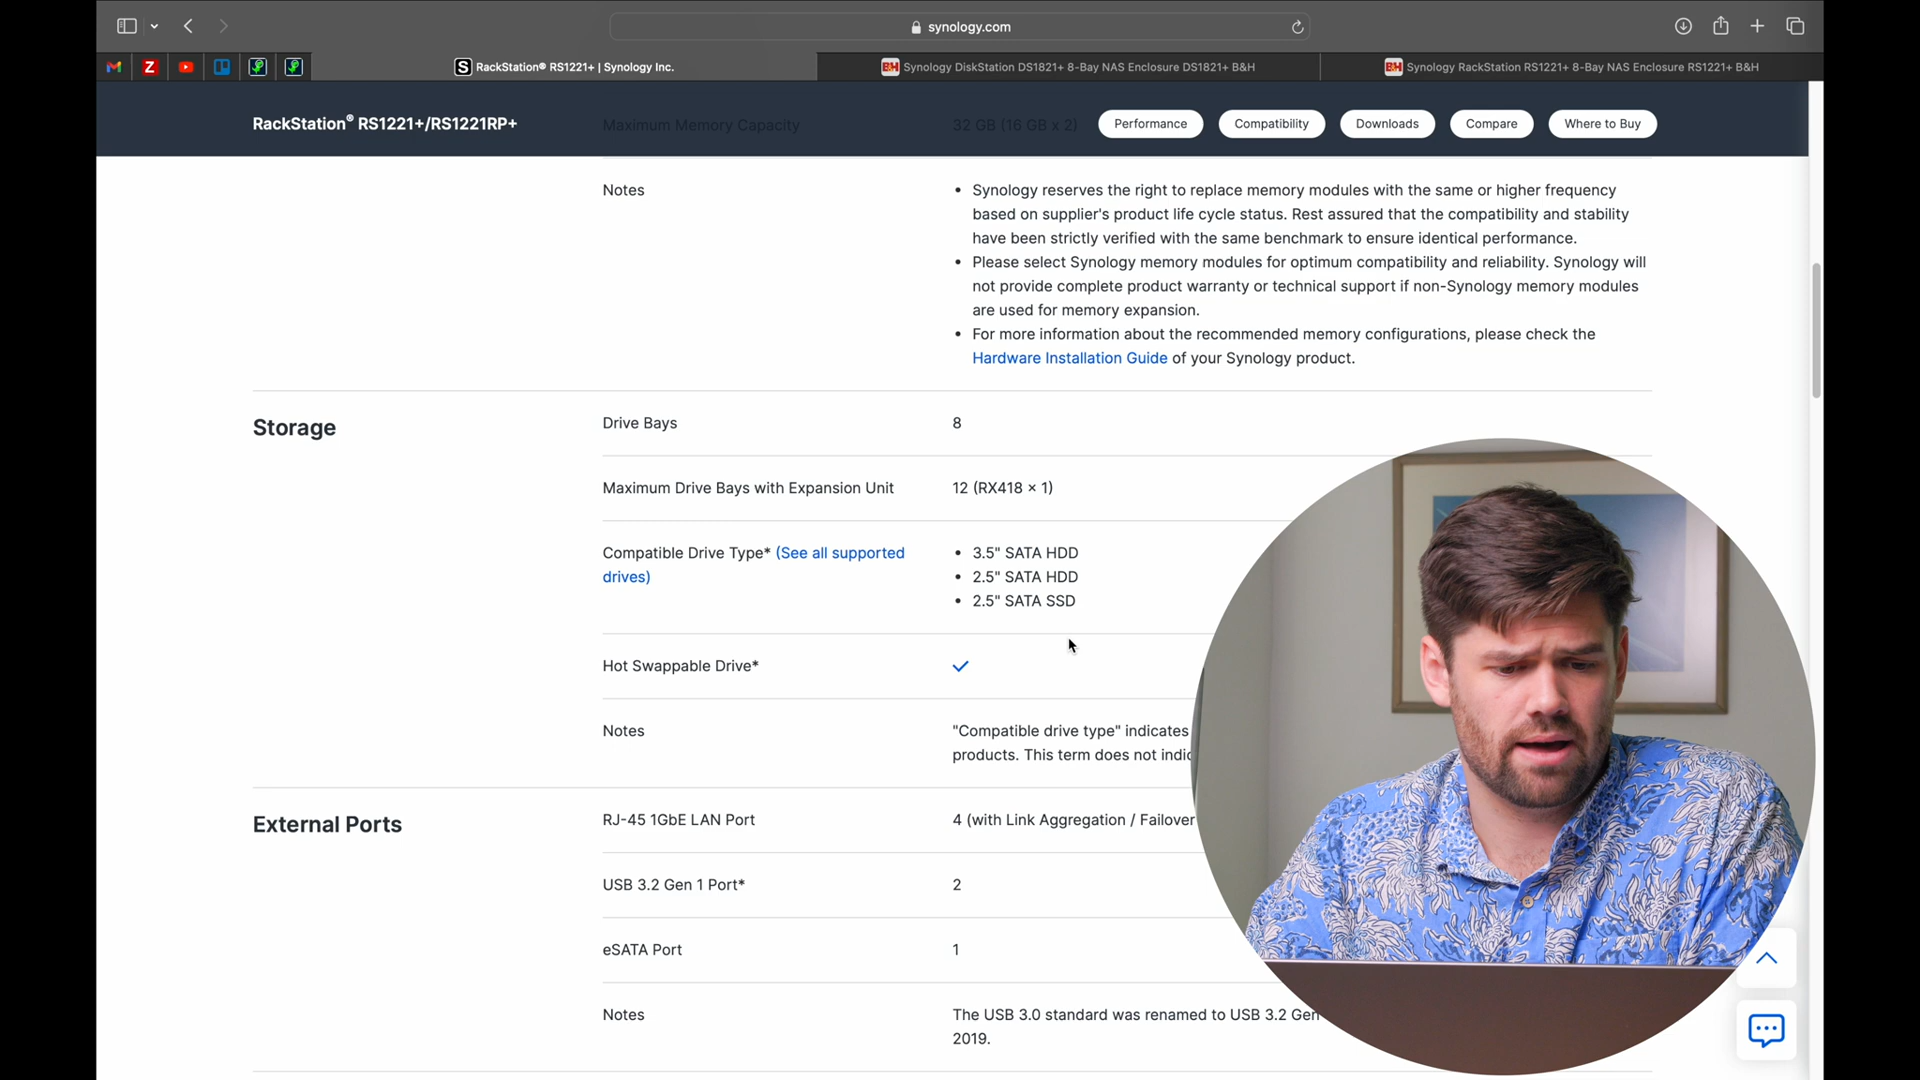 synology.com
RackStation® RS1221+ | Synology Inc.
Synology DiskStation DS1821+ 8-Bay NAS Enclosure DS1821+ B&H
Synology RackStation RS1221+ 8-Bay NAS Enclosure RS1221+ B&H
RackStation® RS1221+/RS1221RP+
Maximum Memory Capacity
32 GB (16 GB x 2)
Performance
Compatibility
Downloads
Compare
Where to Buy
Notes
• Synology reserves the right to replace memory modules with the same or higher frequency
based on supplier's product life cycle status. Rest assured that the compatibility and stability
have been strictly verified with the same benchmark to ensure identical performance.
• Please select Synology memory modules for optimum compatibility and reliability. Synology will
not provide complete product warranty or technical support if non-Synology memory modules
are used for memory expansion.
• For more information about the recommended memory configurations, please check the
Hardware Installation Guide of your Synology product.
Storage
Drive Bays
8
Maximum Drive Bays with Expansion Unit
12 (RX418 × 1)
Compatible Drive Type* (See all supported
drives)
• 3.5" SATA HDD
• 2.5" SATA HDD
• 2.5" SATA SSD
Hot Swappable Drive*
Notes
"Compatible drive type" indicates
products. This term does not
External Ports
RJ-45 1GbE LAN Port
4 (with Link Aggregation / Failover
USB 3.2 Gen 1 Port*
2
eSATA Port
1
Notes
The USB 3.0 standard was renamed to USB 3.2 Gen
2019.